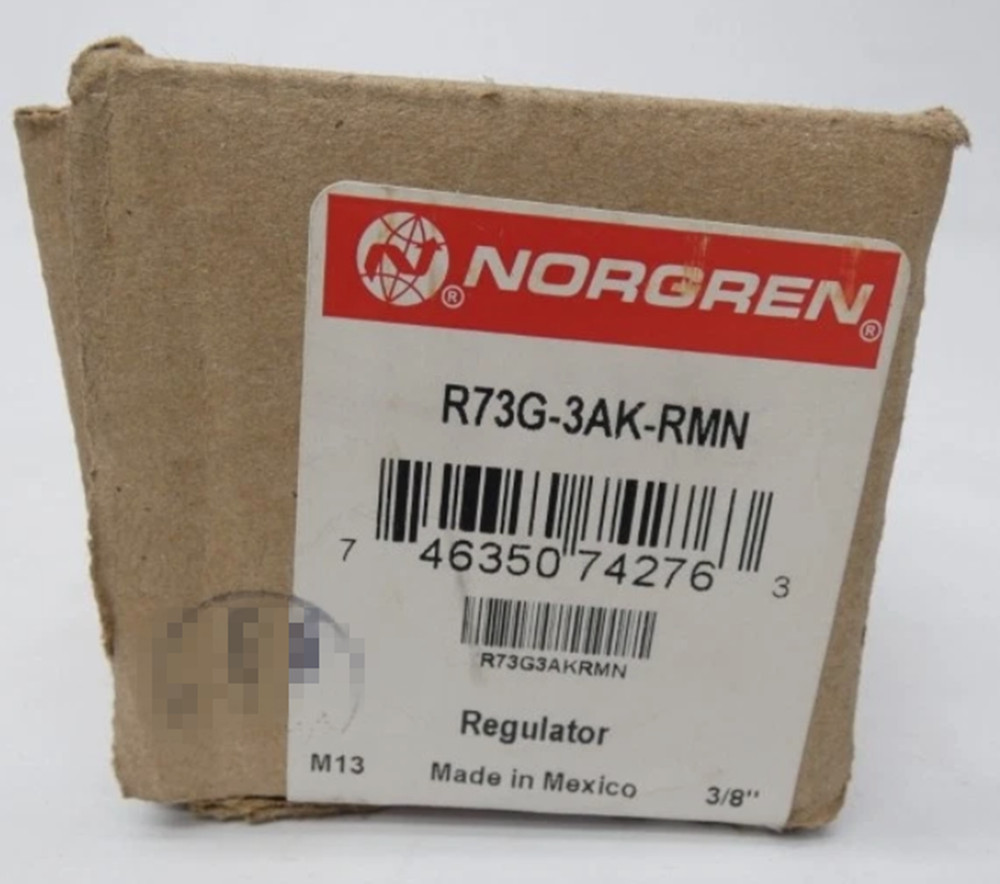 NORGREN
R73G-3AK-RMN
7 46350 74276 3
R73G3AKRMN
Regulator
M13 Made in Mexico 3/8"